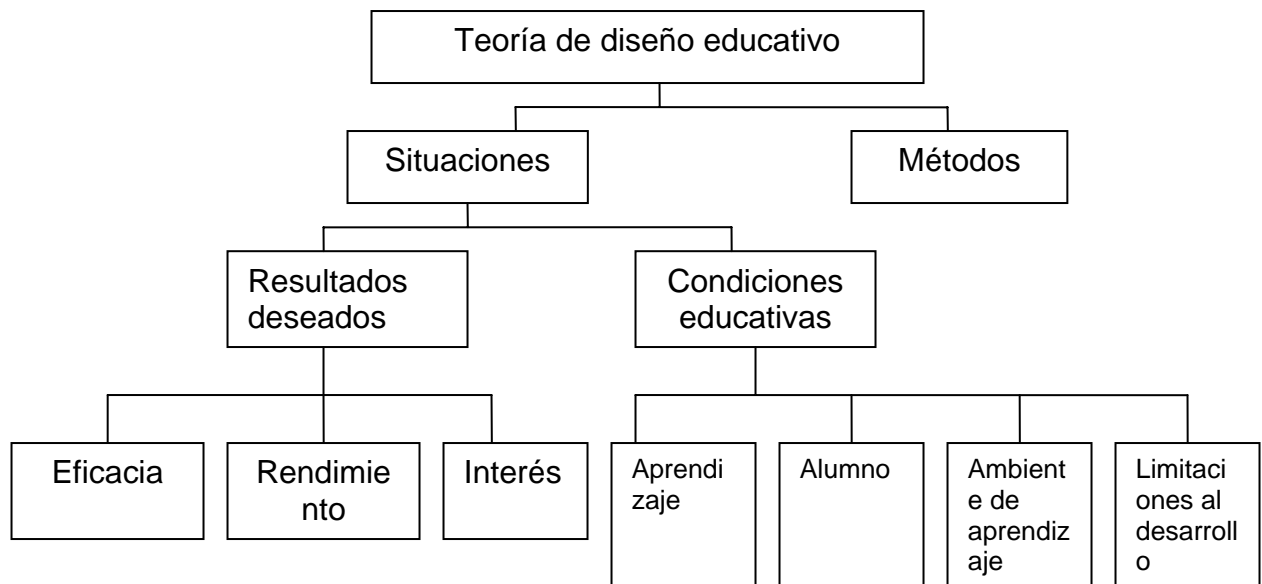 Teoría de diseño educativo
Situaciones
Métodos
Resultados
deseados
Condiciones
educativas
Eficacia
Rendimie
nto
Interés
Aprendi
zaje
Alumno
Ambient
e de
aprendiz
aje
Limitaci
ones al
desarroll
o